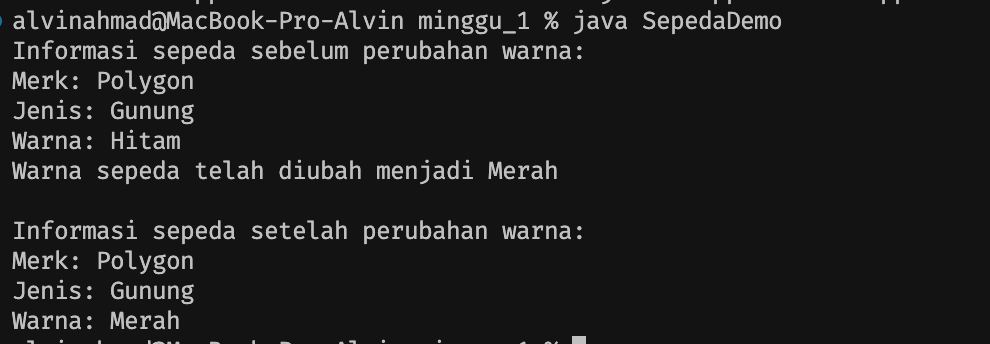 alvinahmad@MacBook-Pro-Alvin minggu_1 % java SepedaDemo
Informasi sepeda sebelum perubahan warna:
Merk: Polygon
Jenis: Gunung
Warna: Hitam
Warna sepeda telah diubah menjadi Merah
Informasi sepeda setelah perubahan warna:
Merk: Polygon
Jenis: Gunung
Warna: Merah